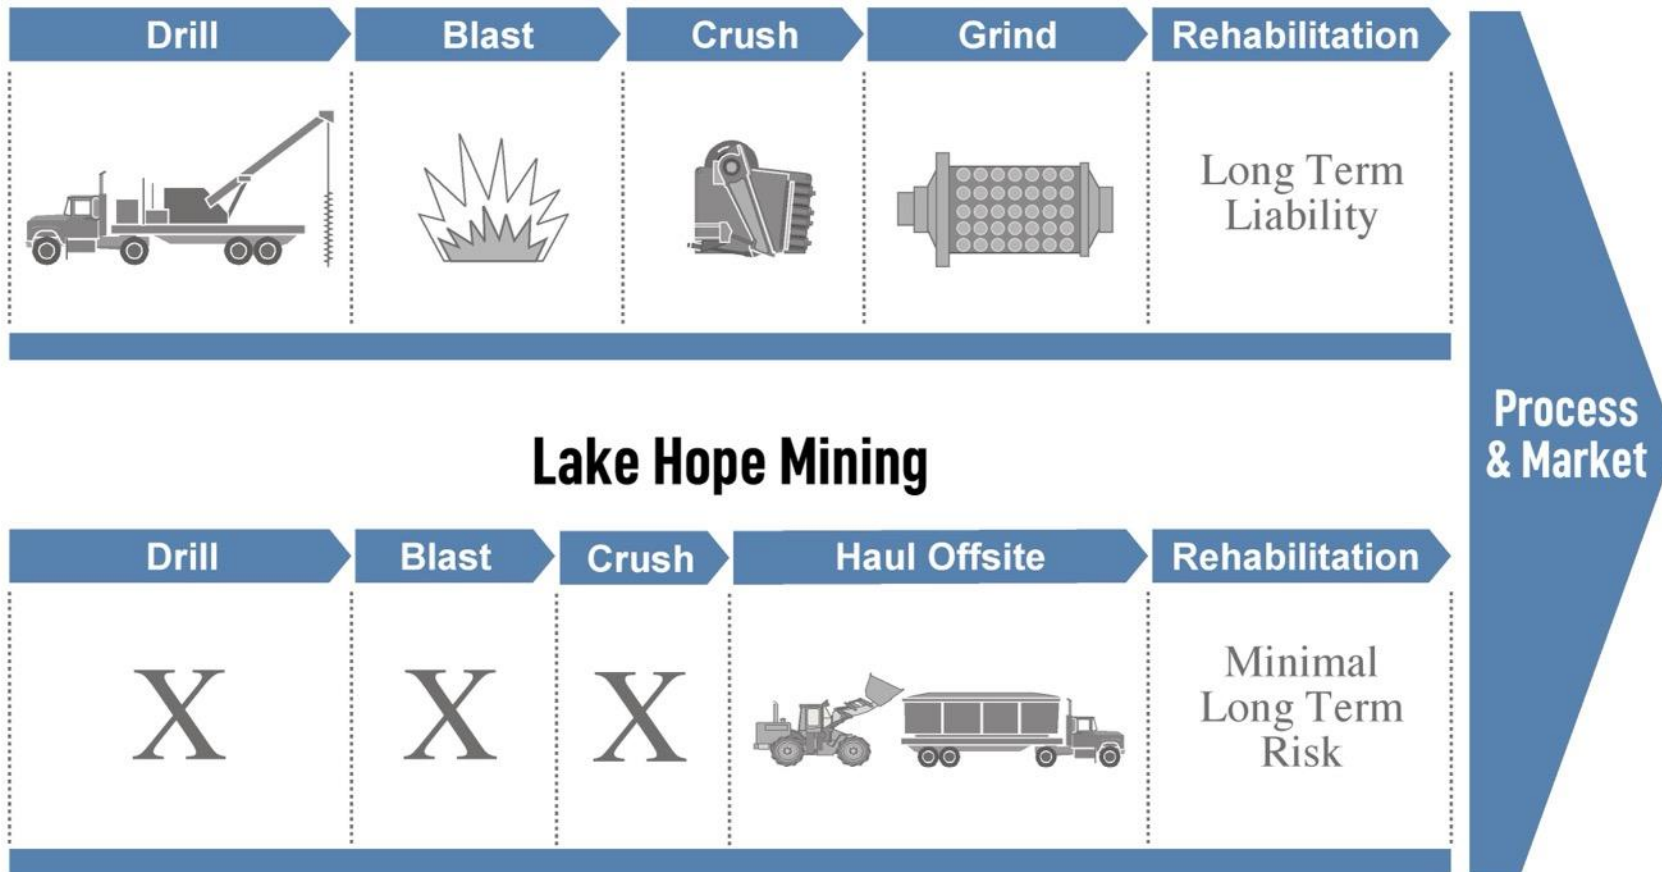 Drill
Blast
Crush
Grind
Rehabilitation
Long Term
Liability
Process
& Market
Lake Hope Mining
Drill
Blast
Crush
Haul Offsite
Rehabilitation
X
X
X
Minimal
Long Term
Risk